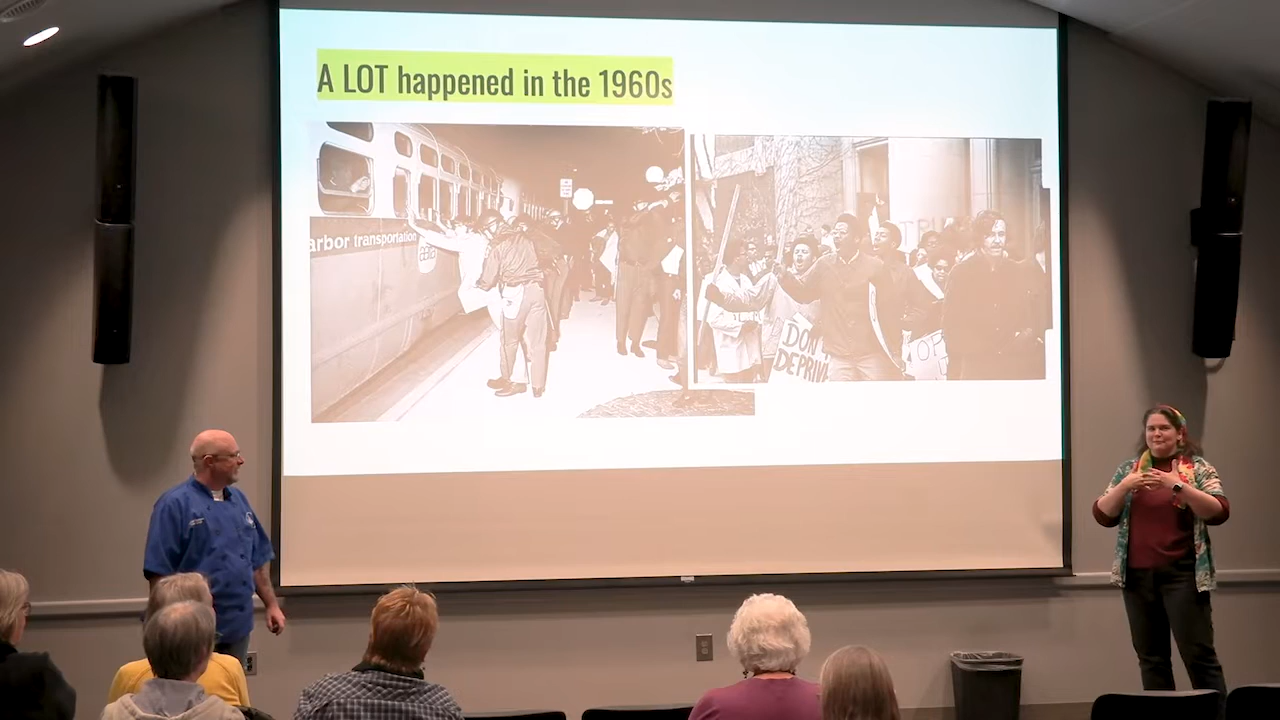 A LOT happened in the 1960s
arbor transportation
DON'T
DEPRIV